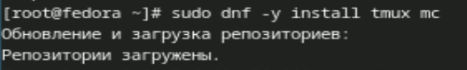 [root@fedora ~]# sudo dnf -y install tmux mc
Обновление и загрузка репозиториев:
Репозитории загружены.